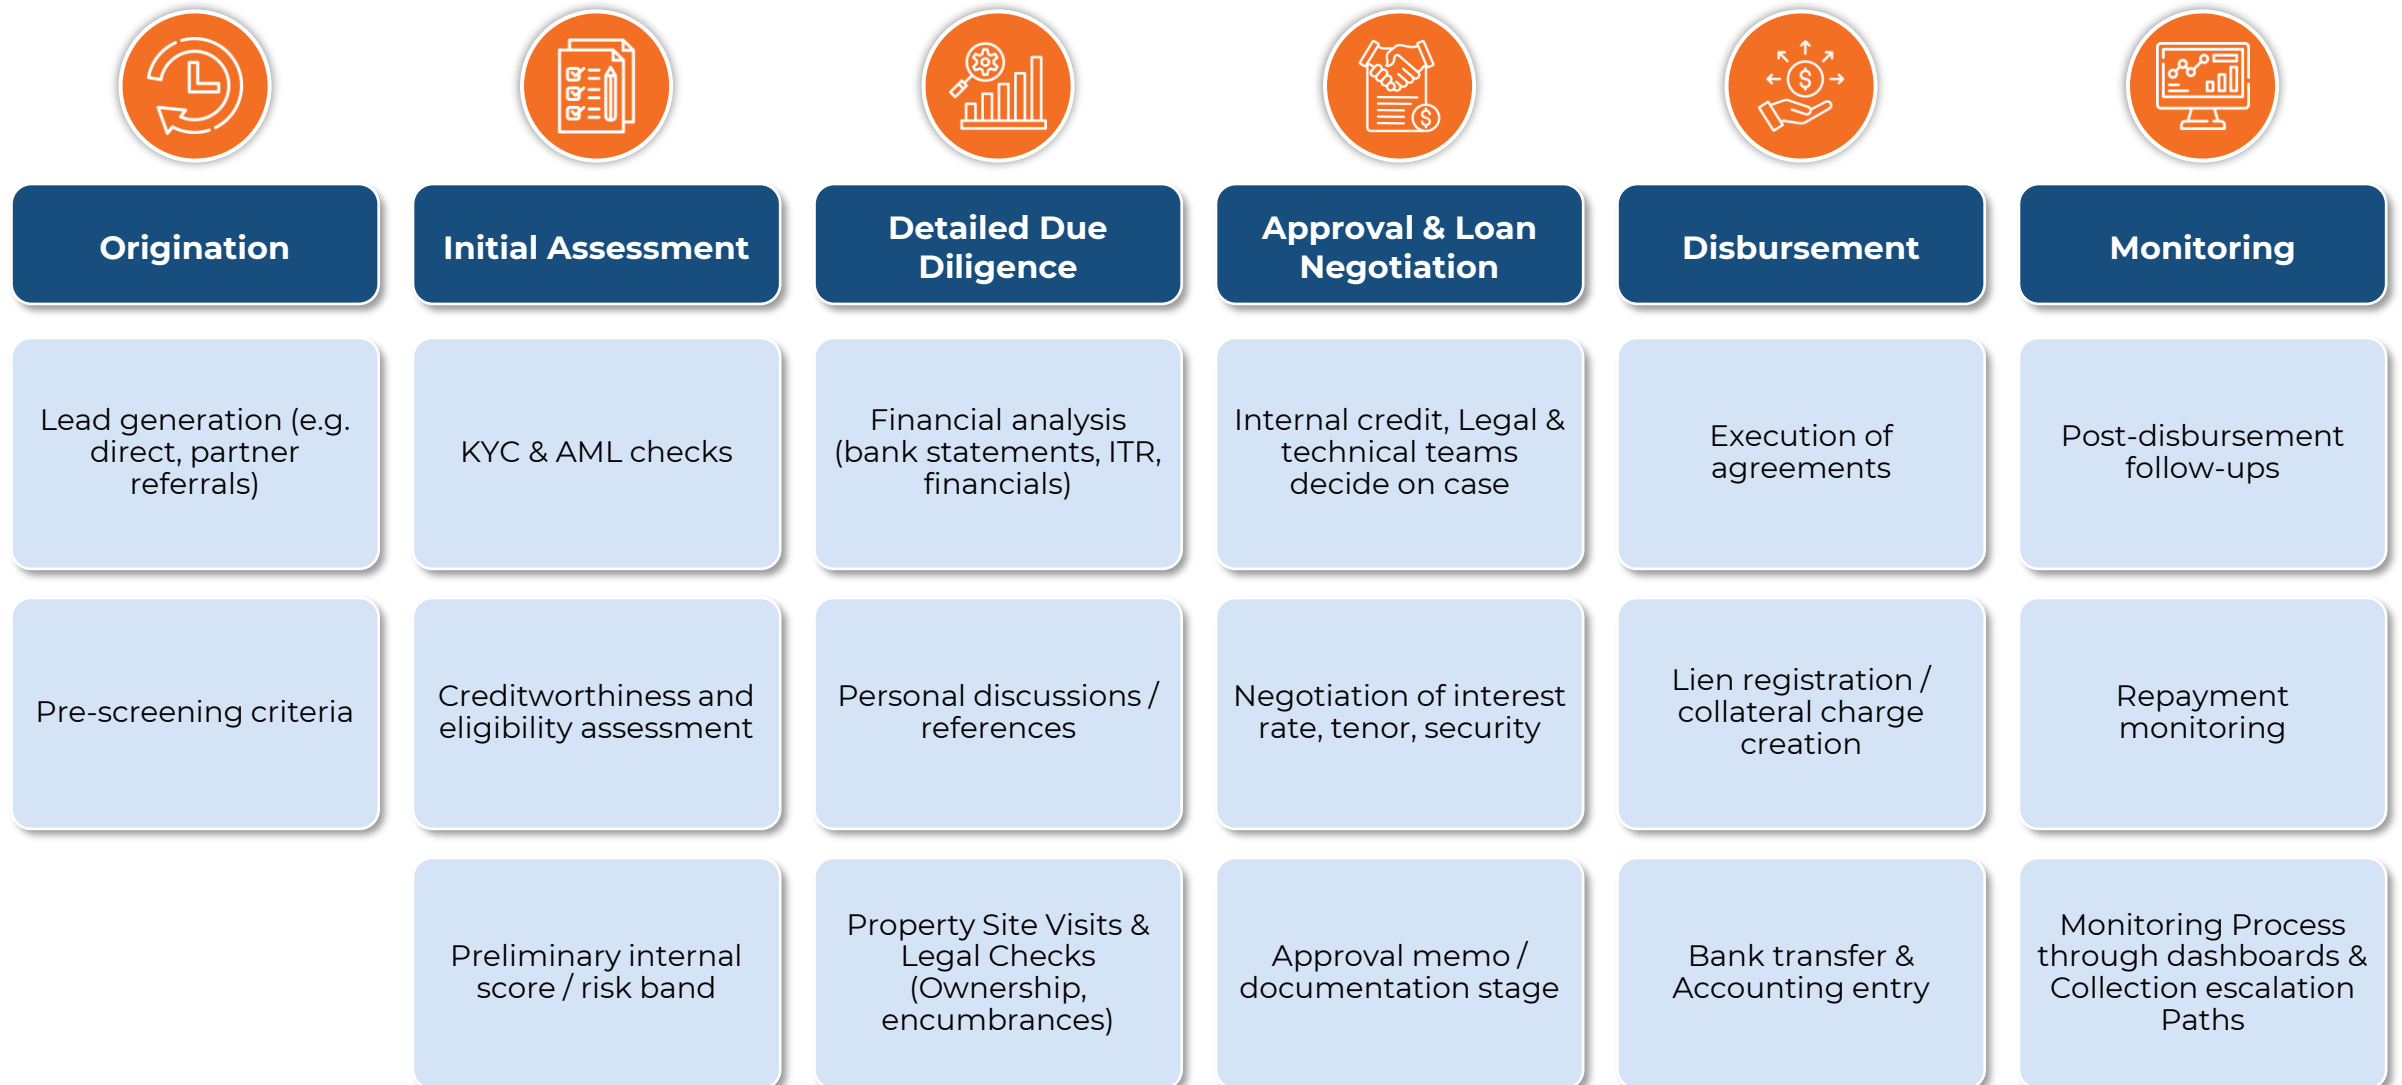 Origination
Lead generation (e.g.
direct, partner
referrals)
Pre-screening criteria
Initial Assessment
KYC & AML checks
Creditworthiness and
eligibility assessment
Preliminary internal
score / risk band
Detailed Due
Diligence
Financial analysis
(bank statements, ITR,
financials)
Personal discussions /
references
Property Site Visits &
Legal Checks
(Ownership,
encumbrances)
Approval & Loan
Negotiation
Internal credit, Legal &
technical teams
decide on case
Negotiation of interest
rate, tenor, security
Approval memo /
documentation stage
Disbursement
Execution of
agreements
Lien registration /
collateral charge
creation
Bank transfer &
Accounting entry
Monitoring
Post-disbursement
follow-ups
Repayment
monitoring
Monitoring Process
through dashboards &
Collection escalation
Paths